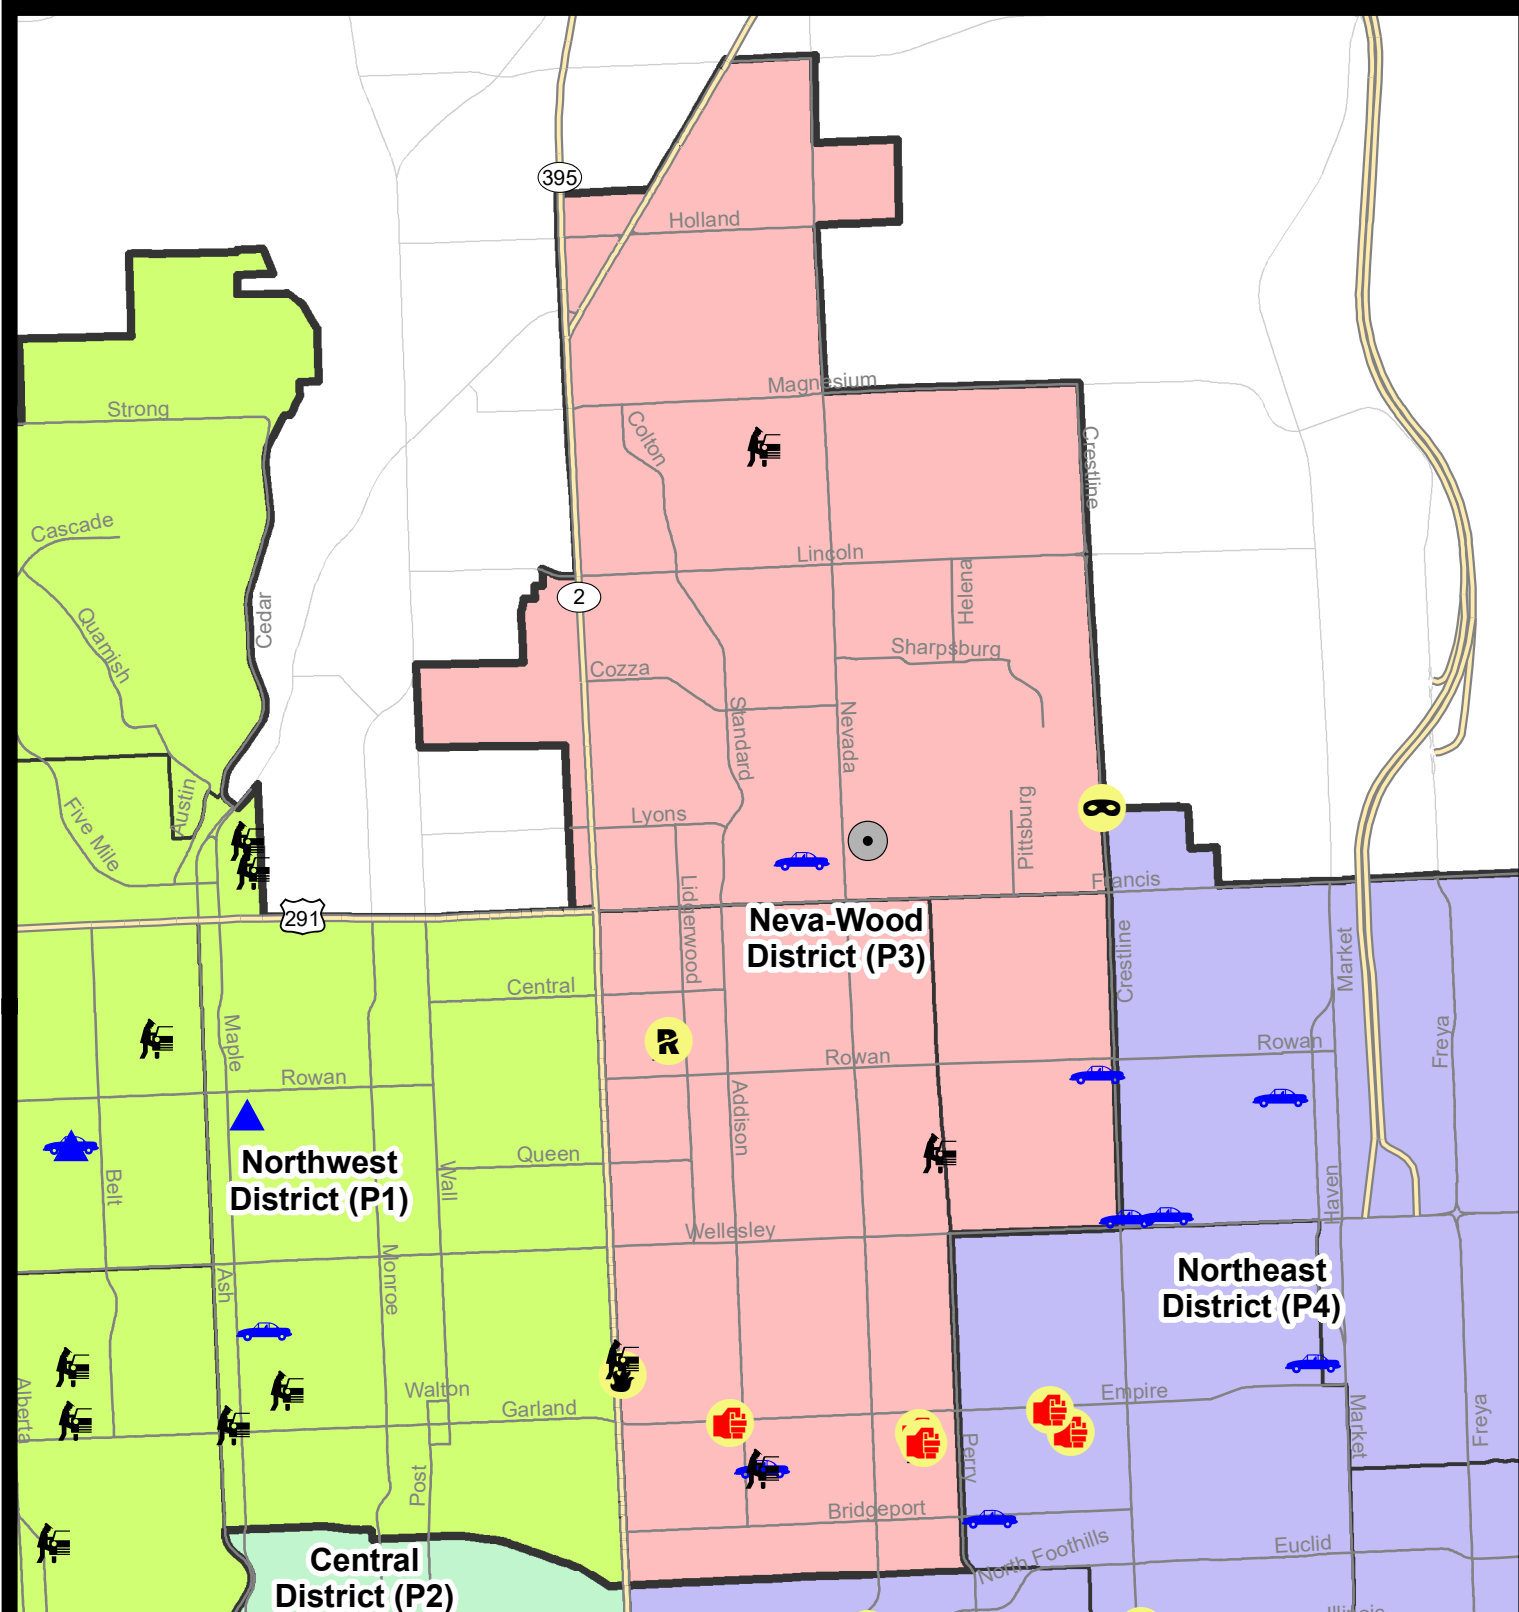 395
Holland
Magnesium
Strong
Colton
Crestline
Cascade
Lincoln
Helena
2
Cedar
Quamish
Sharpsburg
Cozza
Standard
Nevada
Austin
Five Mile
Lyons
Pittsburg
Francis
Lidgerwood
291
Neva-Wood
District (P3)
Crestline
Market
Central
Maple
Freya
Rowan
Rowan
Rowan
Addison
R
Queen
Northwest
District (P1)
Belt
Wall
Haven
Wellesley
Monroe
Ash
Northeast
District (P4)
Alberta
Walton
Garland
Empire
Market
Freya
Perry
Post
Bridgeport
North Foothills
Euclid
Central
District (P2)